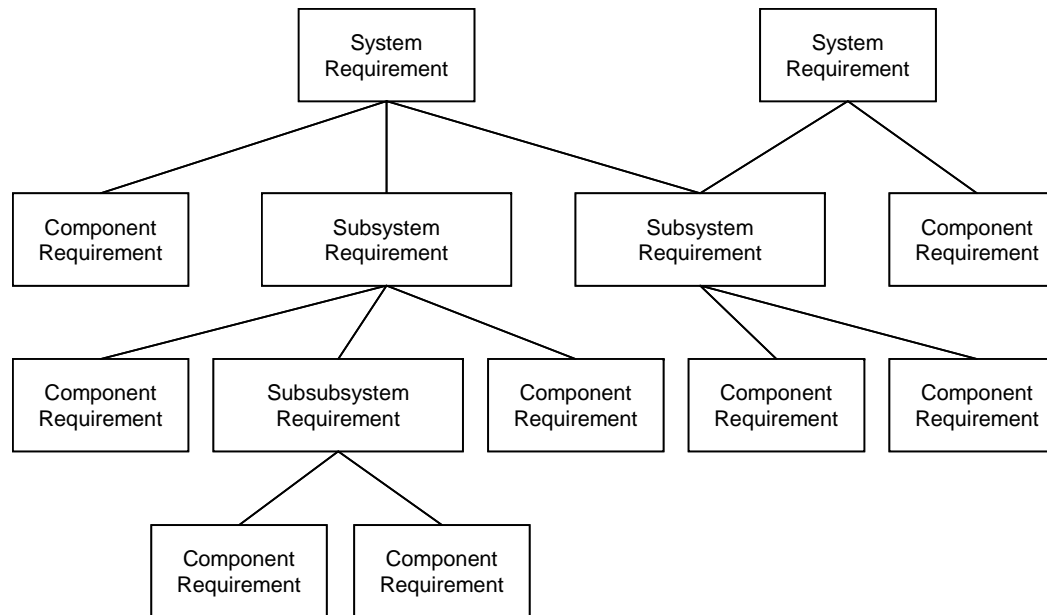 System
Requirement
System
Requirement
Component
Requirement
Subsystem
Requirement
Subsystem
Requirement
Component
Requirement
Component
Requirement
Subsubsystem
Requirement
Component
Requirement
Component
Requirement
Component
Requirement
Component
Requirement
Component
Requirement